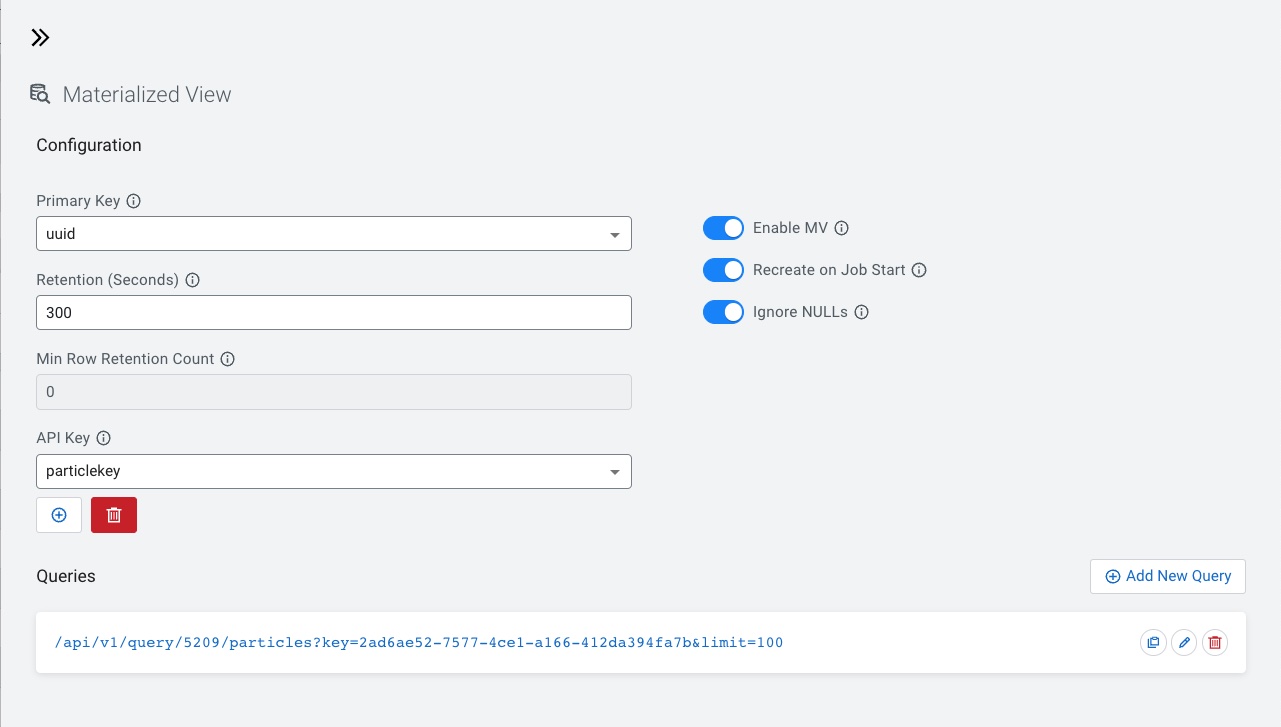 Materialized View
Configuration
Primary Key
uuid
Enable MV
Retention (Seconds)
Recreate on Job Start
300
Ignore NULLs
Min Row Retention Count
0
API Key
particlekey
Queries
Add New Query
/api/v1/query/5209/particles?key=2ad6ae52-7577-4ce1-a166-412da394fa7b&limit=100